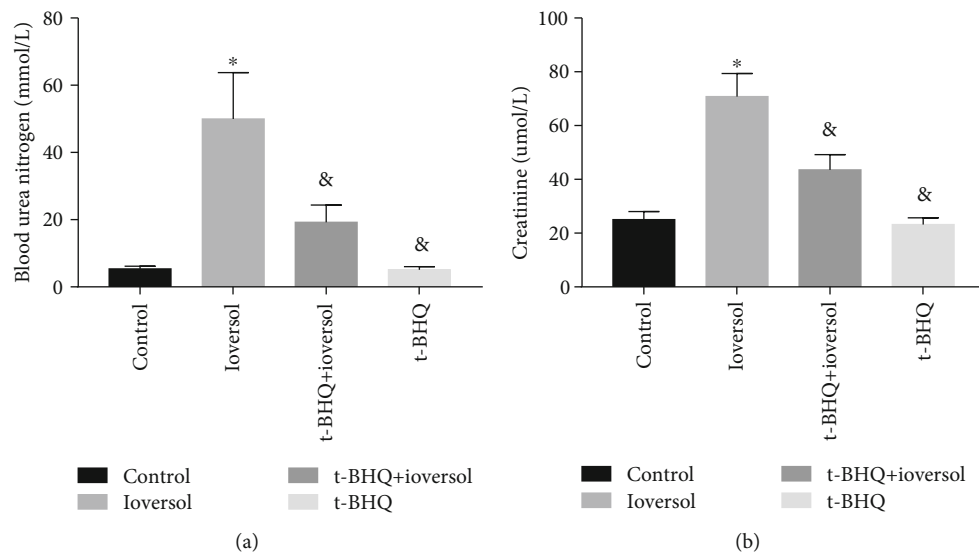 Blood urea nitrogen (mmol/L)
80
60
40
20
0
*
&
&
Control
Ioversol
t-BHQ+ioversol
t-BHQ
Control
Ioversol
t-BHQ+ioversol
t-BHQ
(a)
Creatinine (umol/L)
100
80
60
40
20
0
*
&
&
Control
Ioversol
t-BHQ+ioversol
t-BHQ
Control
Ioversol
t-BHQ+ioversol
t-BHQ
(b)